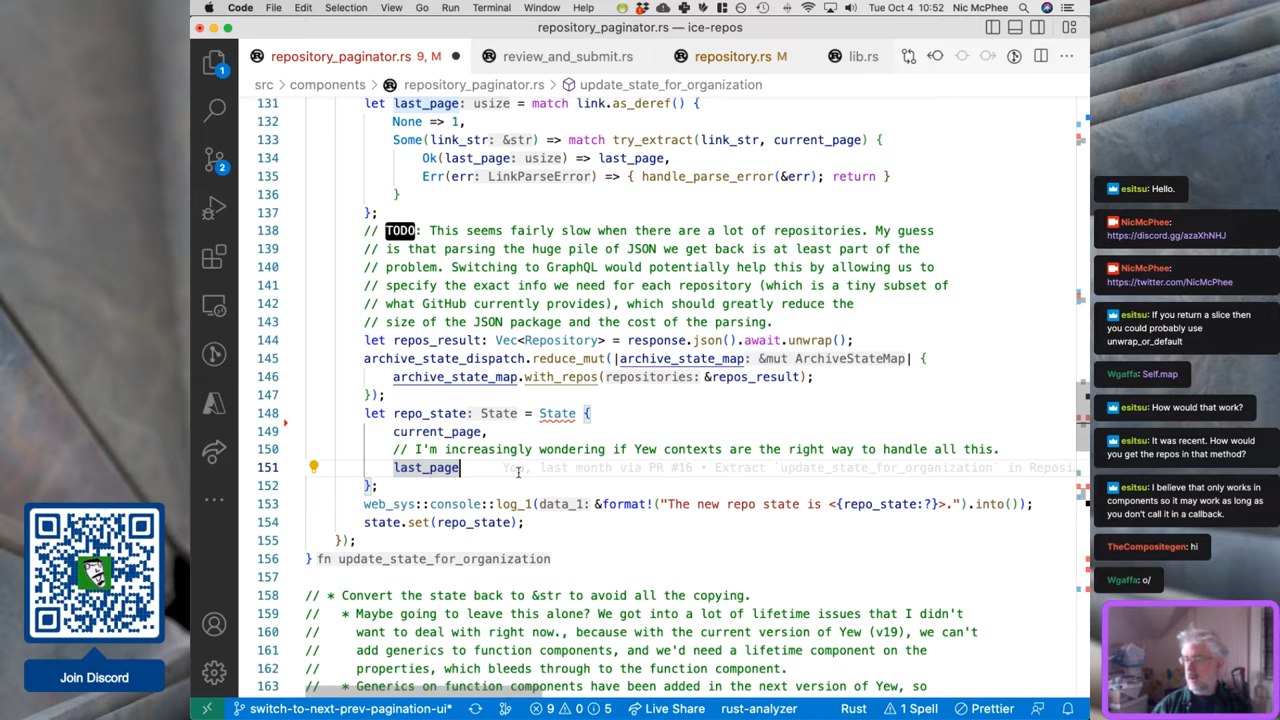 Code File Edit Selection View Go Run Terminal Window Help Tue Oct 4 10:52 Nic McPhee
repository_paginator.rs — ice-repos
repository_paginator.rs 9, M review_and_submit.rs repository.rs M lib.rs
src components repository_paginator.rs update_state_for_organization
131 let last_page: usize = match link.as_deref() {
132 None => 1,
133 Some(link_str: &str) => match try_extract(link_str, current_page) {
134 Ok(last_page: usize) => last_page,
135 Err(err: LinkParseError) => { handle_parse_error(&err); return }
136 }
137 };
138 // TODO: This seems fairly slow when there are a lot of repositories. My guess
139 // is that parsing the huge pile of JSON we get back is at least part of the
140 // problem. Switching to GraphQL would potentially help this by allowing us to
141 // specify the exact info we need for each repository (which is a tiny subset of
142 // what GitHub currently provides), which should greatly reduce the
143 // size of the JSON package and the cost of the parsing.
144 let repos_result: Vec<Repository> = response.json().await.unwrap();
145 archive_state_dispatch.reduce_mut(|archive_state_map: &mut ArchiveStateMap| {
146 archive_state_map.with_repos(repositories: &repos_result);
147 });
148 let repo_state: State = State {
149 current_page,
150 // I'm increasingly wondering if Yew contexts are the right way to handle all this.
151 last_page You, last month via PR #16 • Extract `update_state_for_organization` in Reposi
152 };
153 web_sys::console::log_1(data_1: &format!("The new repo state is <{repo_state:?}>.").into());
154 state.set(repo_state);
155 });
156 } fn update_state_for_organization
157
158 // * Convert the state back to &str to avoid all the copying.
159 // * Maybe going to leave this alone? We got into a lot of lifetime issues that I didn't
160 // want to deal with right now., because with the current version of Yew (v19), we can't
161 // add generics to function components, and we'd need a lifetime component on the
162 // properties, which bleeds through to the function component.
163 // * Generics on function components have been added in the next version of Yew, so
switch-to-next-prev-pagination-ui* 9 0 5 Live Share rust-analyzer Rust 1 Spell Prettier
1
2
Join Discord
esitsu: Hello.
NicMcPhee:
https://discord.gg/azaXhNHJ
NicMcPhee:
https://twitter.com/NicMcPhee
esitsu: If you return a slice then
you could probably use
unwrap_or_default
Wgaffa: Self.map
esitsu: How would that work?
esitsu: It was recent. How would
you get the repos in that method?
esitsu: I believe that only works in
components so it may work as long as
you don't call it in a callback.
TheCompositegen: hi
Wgaffa: o/